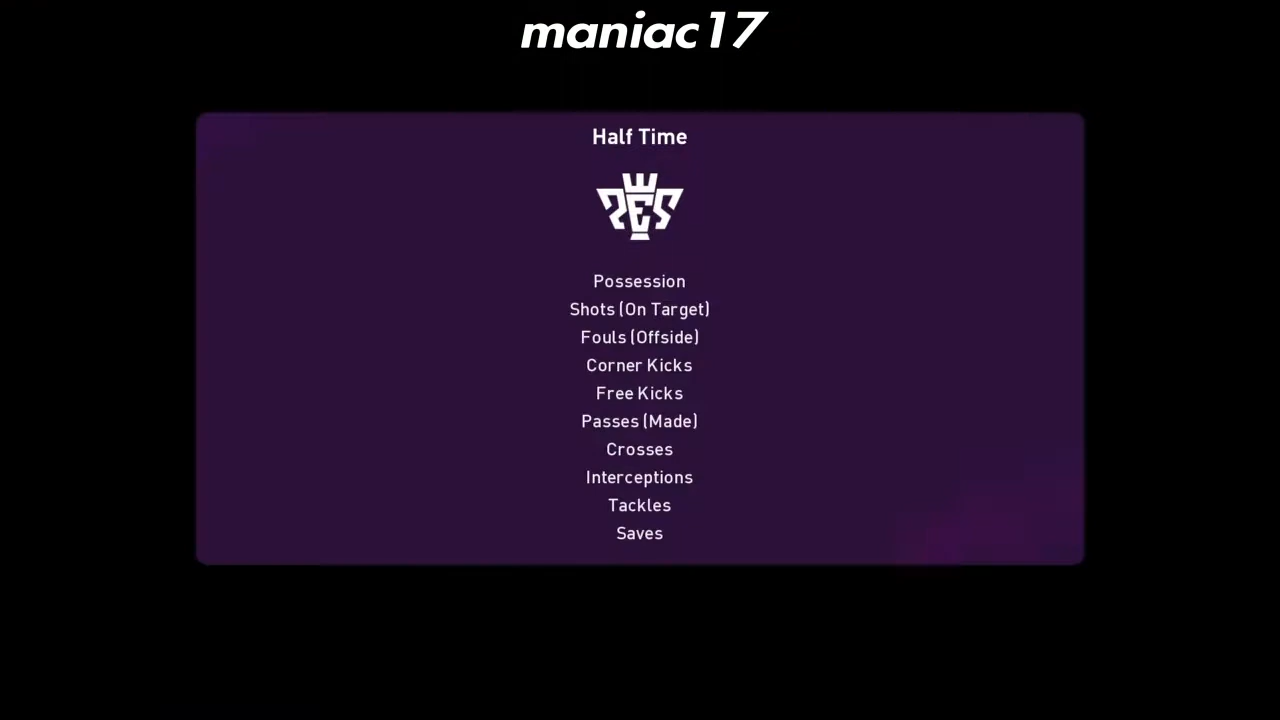 maniac17
Half Time
PES
Possession
Shots (On Target)
Fouls (Offside)
Corner Kicks
Free Kicks
Passes (Made)
Crosses
Interceptions
Tackles
Saves